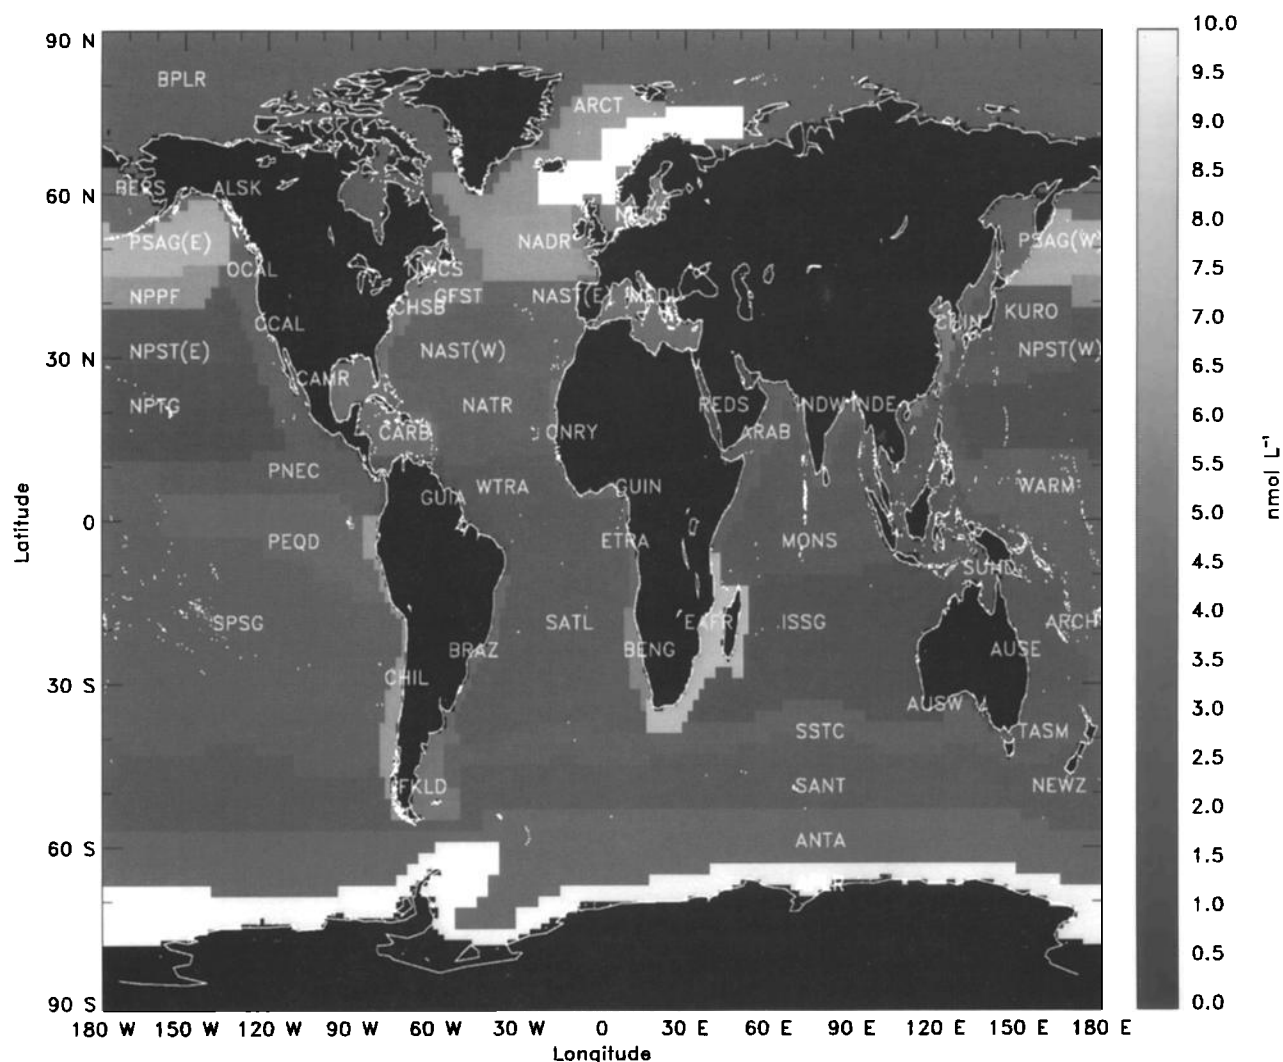 90 N
10.0
BPLR
9.5
ARCT
9.0
8.5
BERS ALSK
60 N
8.0
PSAG(E) NADR PSAG(W)
7.5
OCAL NWCS
NPPF GFST NAST(E) MEDI
CHSB KURO
7.0
CCAL CHIN
NPST(E) NAST(W) NPST(W)
30 N
6.5
CAMR
NPTG NATR REDS INDW INDE
6.0
CARB CNRY ARAB
5.5
PNEC
GUIA WTRA GUIN WARM
5.0
0
PEQD ETRA MONS
4.5
SUND
4.0
SPSG SATL EAFR ISSG ARCH
BRAZ BENG AUSE
3.5
CHIL
30 S
3.0
AUSW
SSTC TASM
2.5
FKLD SANT NEWZ
2.0
ANTA
60 S
1.5
1.0
0.5
90 S
0.0
180 W 150 W 120 W 90 W 60 W 30 W 0 30 E 60 E 90 E 120 E 150 E 180 E
Longitude
Latitude
nmol L⁻¹